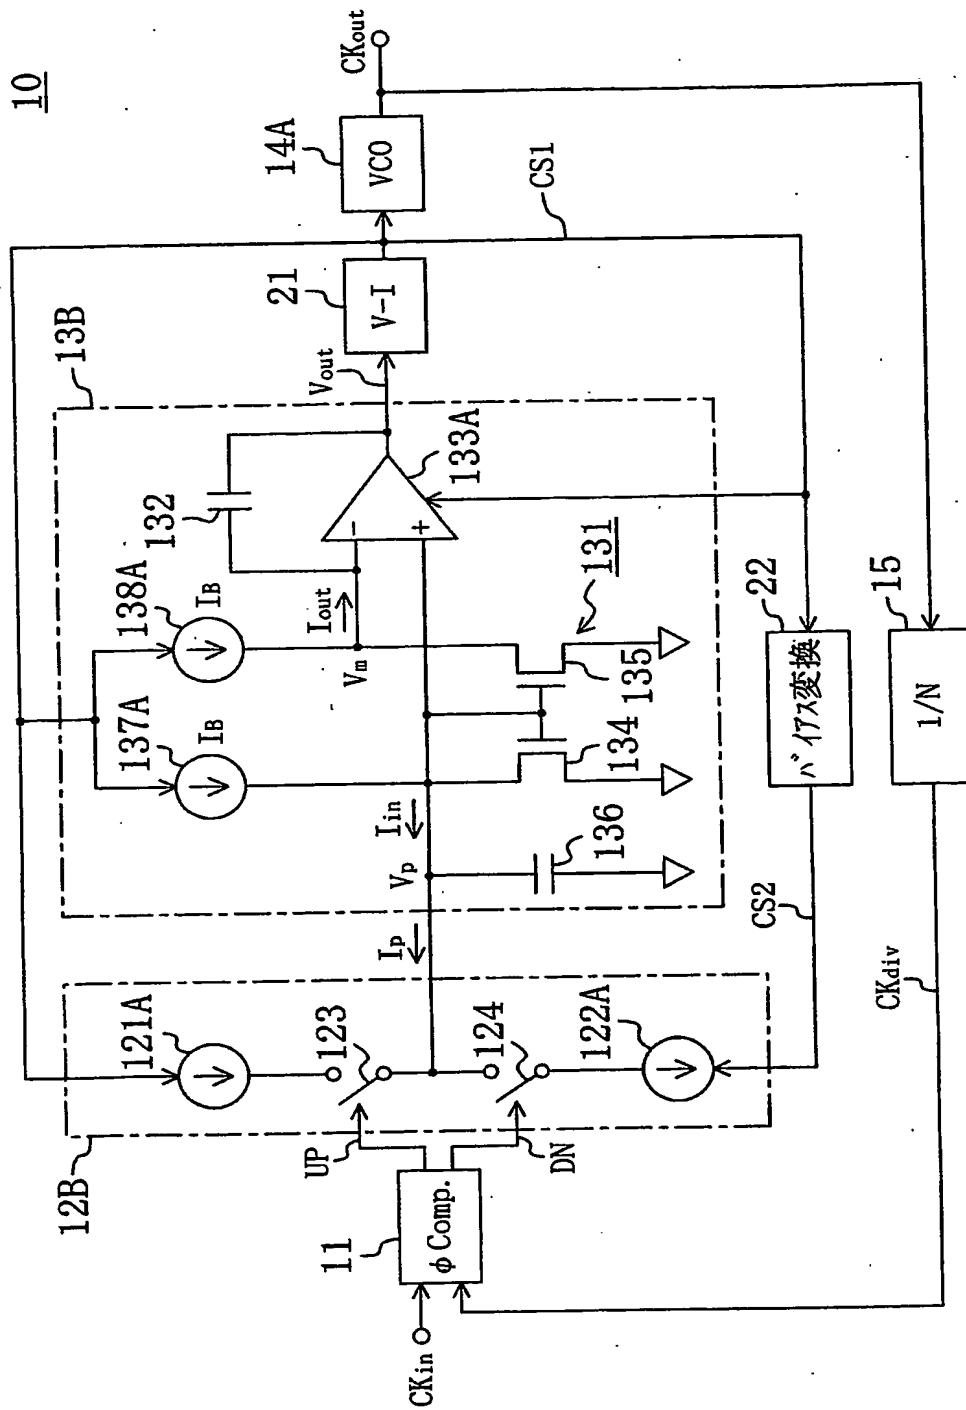 10
CKout
14A
VCO
CS1
21
V-I
13B
Vout
132
133A
138A
IB
Iout
-
+
Vm
131
135
137A
IB
134
Iin
Vp
136
22
バイアス変換
15
1/N
Ip
CS2
CKdiv
121A
123
124
122A
12B
UP
DN
11
φ Comp.
CKin